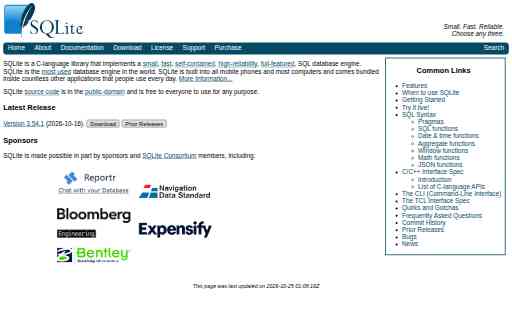 SQLite
Small. Fast. Reliable.
Choose any three.
Home About Documentation Download License Support Purchase Search
SQLite is a C-language library that implements a small, fast, self-contained, high-reliability, full-featured, SQL database engine.
SQLite is the most used database engine in the world. SQLite is built into all mobile phones and most computers and comes bundled
inside countless other applications that people use every day. More Information...
SQLite source code is in the public-domain and is free to everyone to use for any purpose.
Latest Release
Version 3.54.1 (2026-10-16). Download Prior Releases
Sponsors
SQLite is made possible in part by sponsors and SQLite Consortium members, including:
Reportr
Chat with your Database
Navigation
Data Standard
Bloomberg
Engineering
Expensify
Bentley
Common Links
Features
When to use SQLite
Getting Started
Try it live!
SQL Syntax
Pragmas
SQL functions
Date & time functions
Aggregate functions
Window functions
Math functions
JSON functions
C/C++ Interface Spec
Introduction
List of C-language APIs
The CLI (Command-Line Interface)
The TCL Interface Spec
Quirks and Gotchas
Frequently Asked Questions
Commit History
Prior Releases
Bugs
News
This page was last updated on 2026-10-25 01:09:10Z